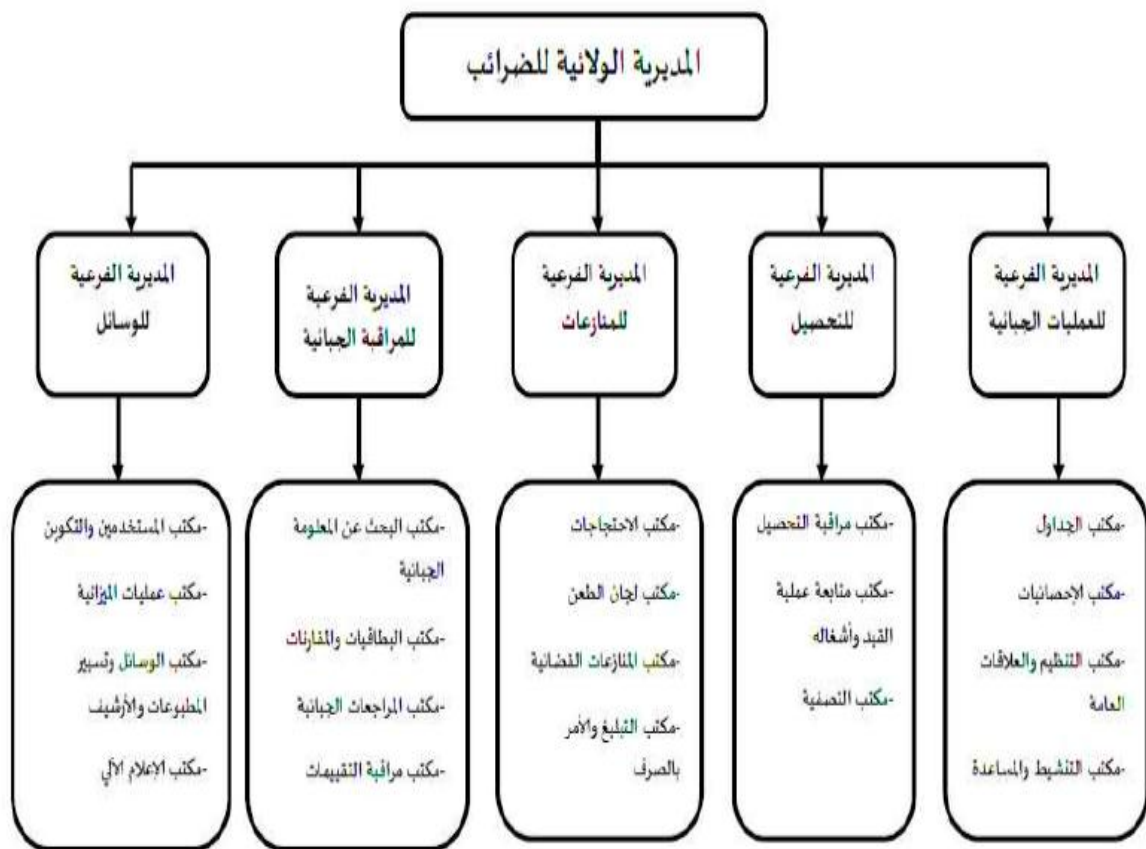 المديرية الولائية للضرائب
المديرية الفرعية
للعمليات الجبائية
المديرية الفرعية
للتحصيل
المديرية الفرعية
للمنازعات
المديرية الفرعية
للمراقبة الجبائية
المديرية الفرعية
للوسائل
-مكتب الجداول
-مكتب الإحصائيات
-مكتب التنظيم والعلاقات
العامة
-مكتب التنشيط والمساعدة
-مكتب مراقبة التحصيل
-مكتب متابعة عملية
القيد وأشغاله
-مكتب التصفية
-مكتب الاحتجاجات
-مكتب لجان الطعن
-مكتب المنازعات القضائية
-مكتب التبليغ والأمر
بالصرف
-مكتب البحث عن المعلومة
الجبائية
-مكتب البطاقيات والمقارنات
-مكتب المراجعات الجبائية
-مكتب مراقبة التقييمات
-مكتب المستخدمين والتكوين
-مكتب عمليات الميزانية
-مكتب الوسائل وتسيير
المطبوعات والأرشيف
-مكتب الاعلام الآلي